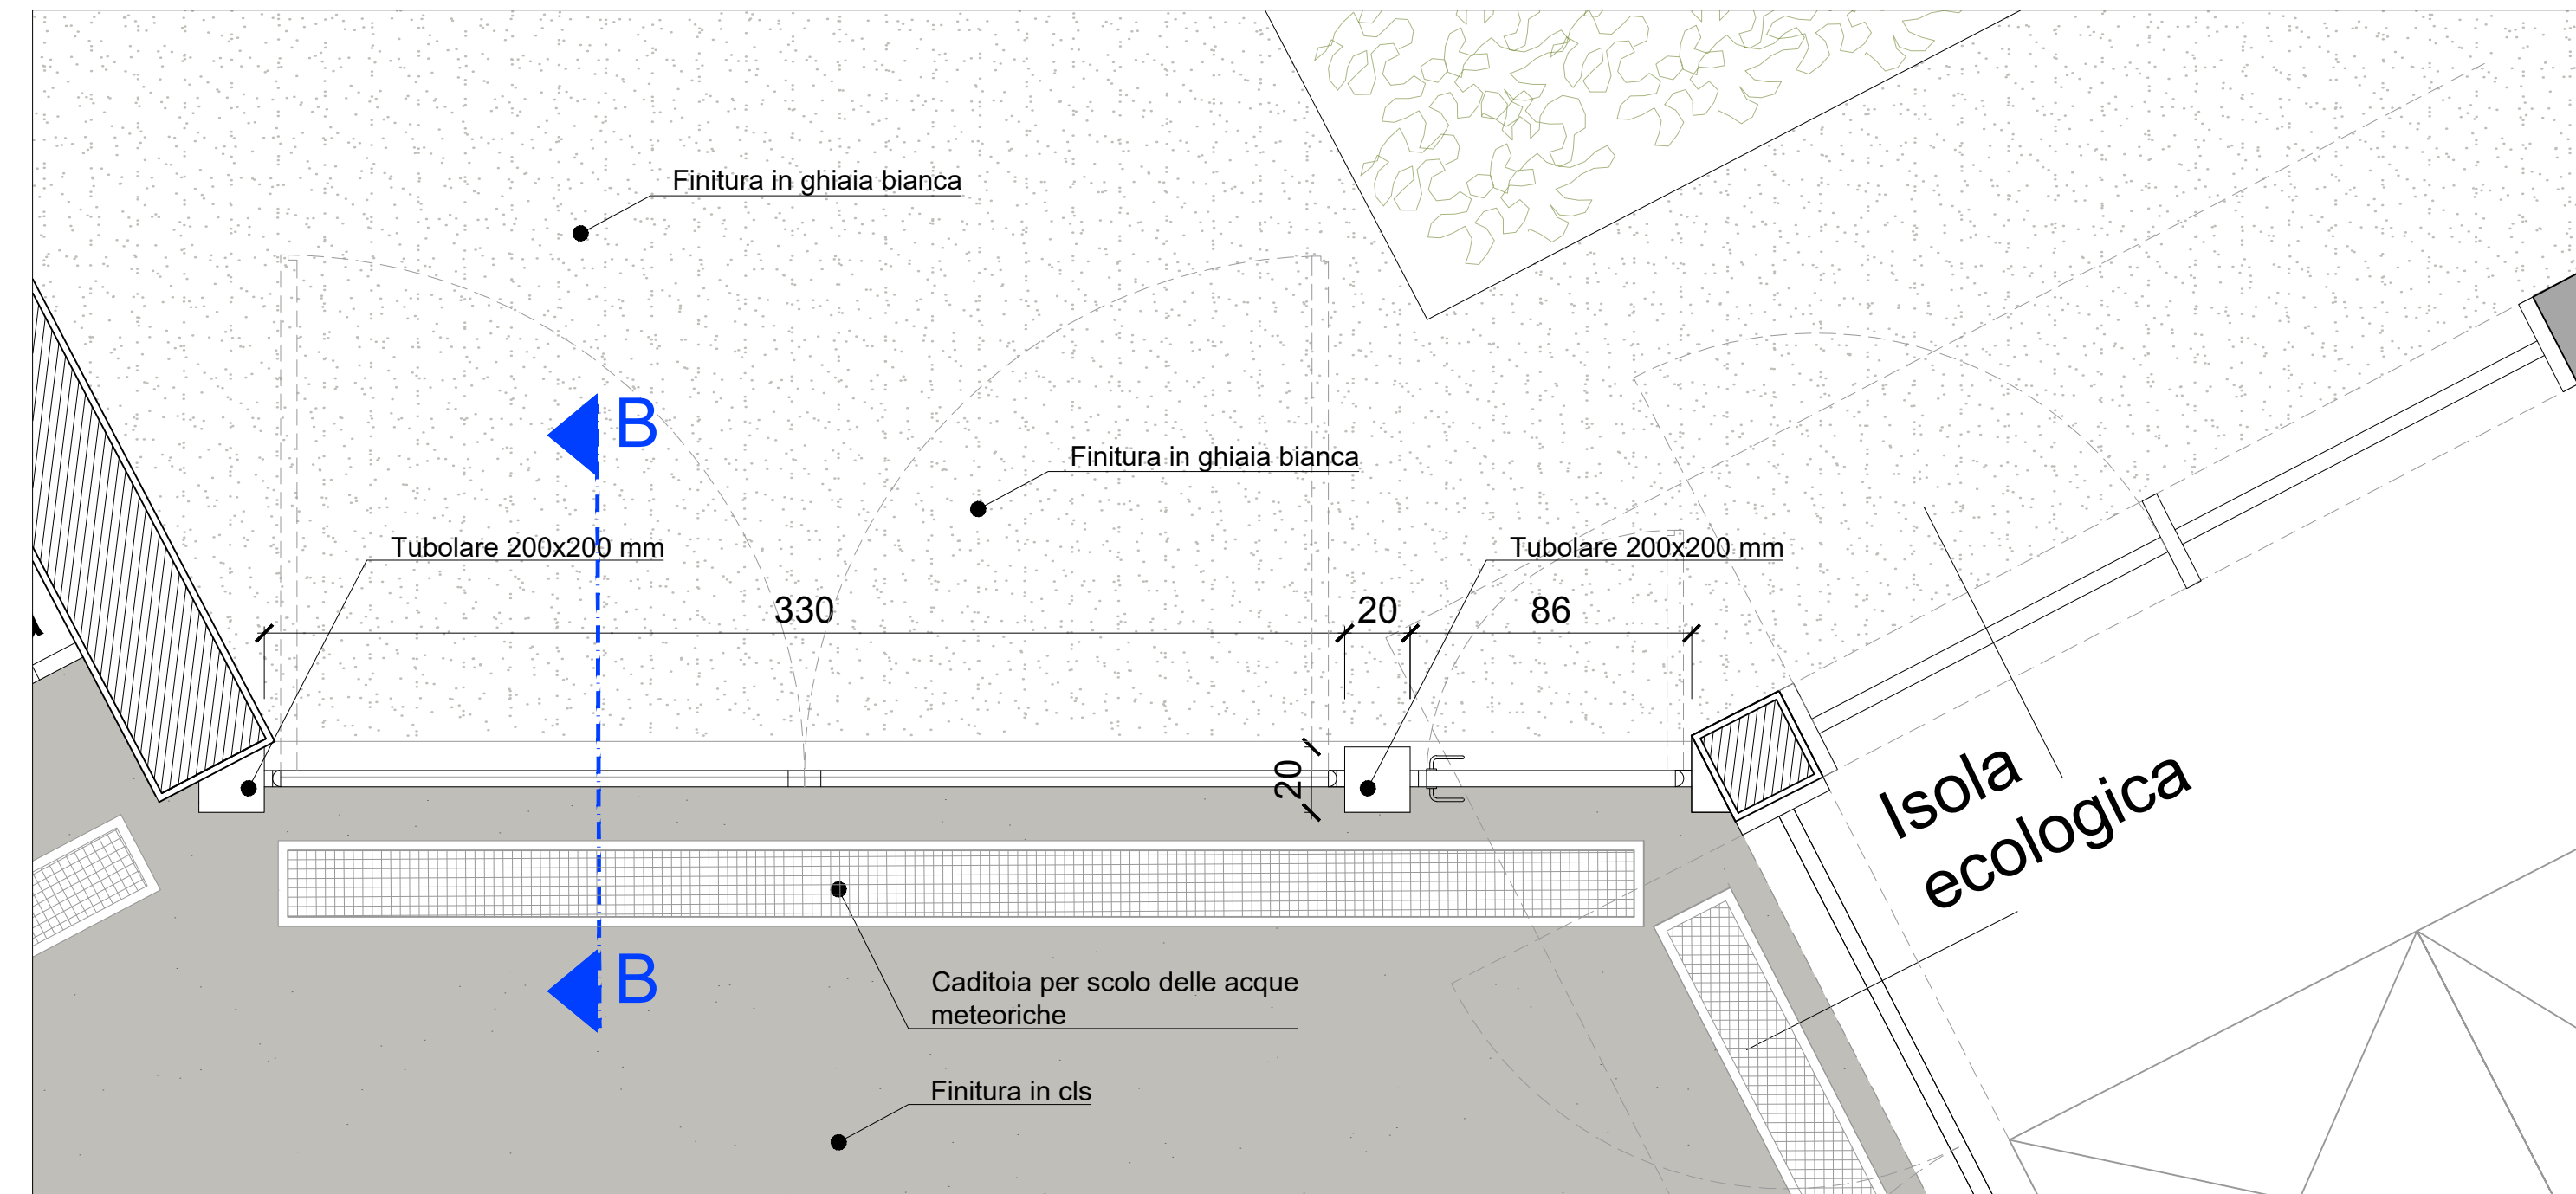 Finitura in ghiaia bianca
B
Finitura in ghiaia bianca
Tubolare 200x200 mm
Tubolare 200x200 mm
330
20
86
20
Isola
ecologica
B
Caditoia per scolo delle acque
meteoriche
Finitura in cls